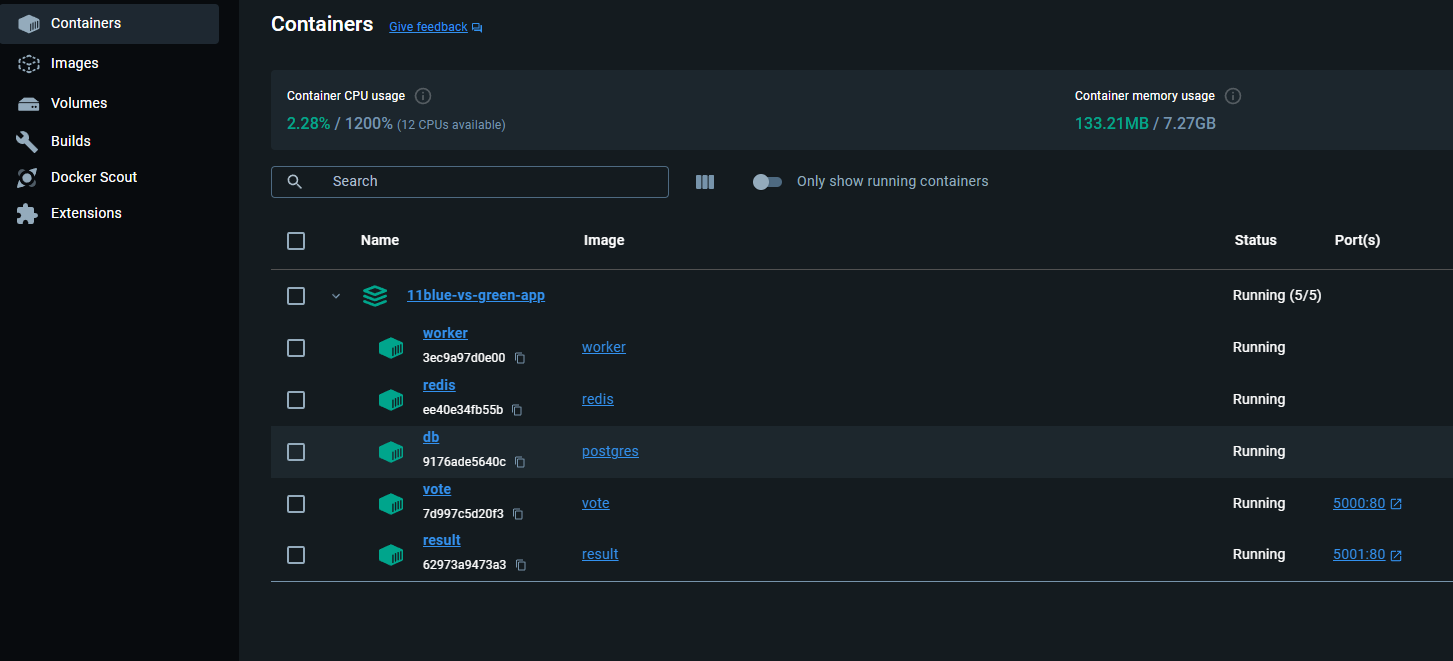 Containers
Images
Volumes
Builds
Docker Scout
Extensions
Containers Give feedback
Container CPU usage
2.28% / 1200% (12 CPUs available)
Container memory usage
133.21MB / 7.27GB
Search
Only show running containers
Name Image Status Port(s)
11blue-vs-green-app Running (5/5)
worker
3ec9a97d0e00 worker Running
redis
ee40e34fb55b redis Running
db
9176ade5640c postgres Running
vote
7d997c5d20f3 vote Running 5000:80
result
62973a9473a3 result Running 5001:80